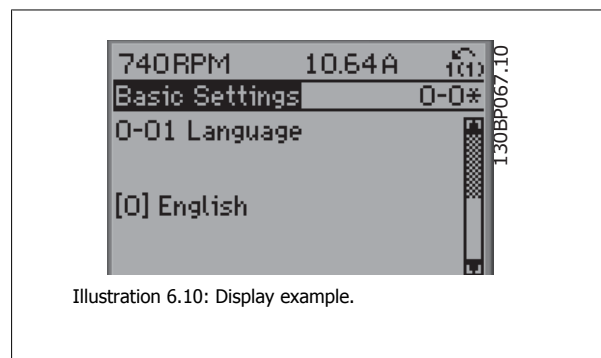 740RPM 10.64A 1(1)
Basic Settings 0-0*
0-01 Language
[0] English
130BP067.10
Illustration 6.10: Display example.